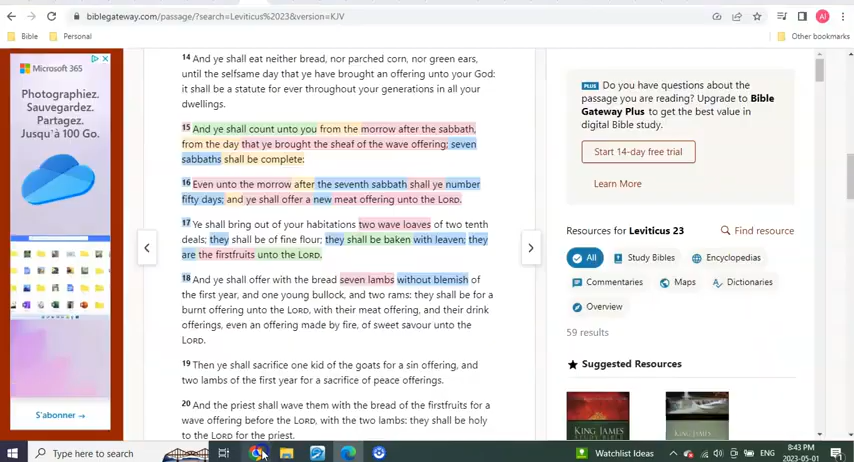 biblegateway.com/passage/?search=Leviticus%2023&version=KJV
AI
Bible
Personal
Other bookmarks
Microsoft 365
Photographiez.
Sauvegardez.
Partagez.
Jusqu'à 100 Go.
S'abonner →
14 And ye shall eat neither bread, nor parched corn, nor green ears,
until the selfsame day that ye have brought an offering unto your God:
it shall be a statute for ever throughout your generations in all your
dwellings.
15 And ye shall count unto you from the morrow after the sabbath,
from the day that ye brought the sheaf of the wave offering; seven
sabbaths shall be complete:
16 Even unto the morrow after the seventh sabbath shall ye number
fifty days; and ye shall offer a new meat offering unto the LORD.
17 Ye shall bring out of your habitations two wave loaves of two tenth
deals; they shall be of fine flour; they shall be baken with leaven; they
are the firstfruits unto the LORD.
18 And ye shall offer with the bread seven lambs without blemish of
the first year, and one young bullock, and two rams: they shall be for a
burnt offering unto the LORD, with their meat offering, and their drink
offerings, even an offering made by fire, of sweet savour unto the
LORD.
19 Then ye shall sacrifice one kid of the goats for a sin offering, and
two lambs of the first year for a sacrifice of peace offerings.
20 And the priest shall wave them with the bread of the firstfruits for a
wave offering before the LORD, with the two lambs: they shall be holy
to the LORD for the priest.
PLUS Do you have questions about the
passage you are reading? Upgrade to Bible
Gateway Plus to get the best value in
digital Bible study.
Start 14-day free trial
Learn More
Resources for Leviticus 23
Find resource
All
Study Bibles
Encyclopedias
Commentaries
Maps
Dictionaries
Overview
59 results
Suggested Resources
KING JAMES
KING JAMES
Type here to search
Watchlist Ideas
ENG
8:43 PM
2023-05-01